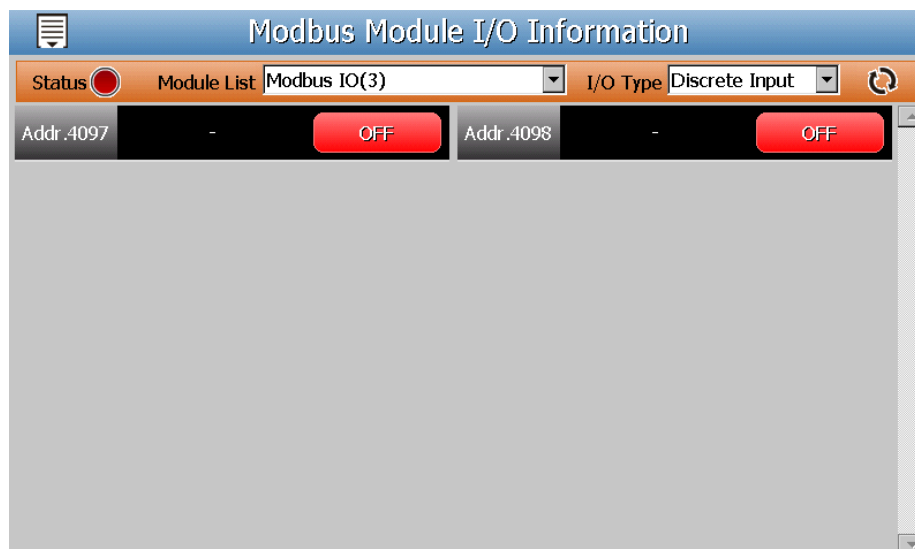 Modbus Module I/O Information
Status Module List Modbus IO(3) I/O Type Discrete Input
Addr.4097 - OFF Addr.4098 - OFF